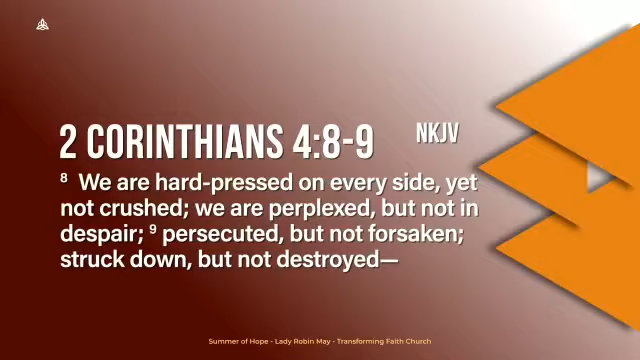 2 CORINTHIANS 4:8-9 NKJV
⁸ We are hard-pressed on every side, yet
not crushed; we are perplexed, but not in
despair; ⁹ persecuted, but not forsaken;
struck down, but not destroyed—
Summer of Hope - Lady Robin May - Transforming Faith Church